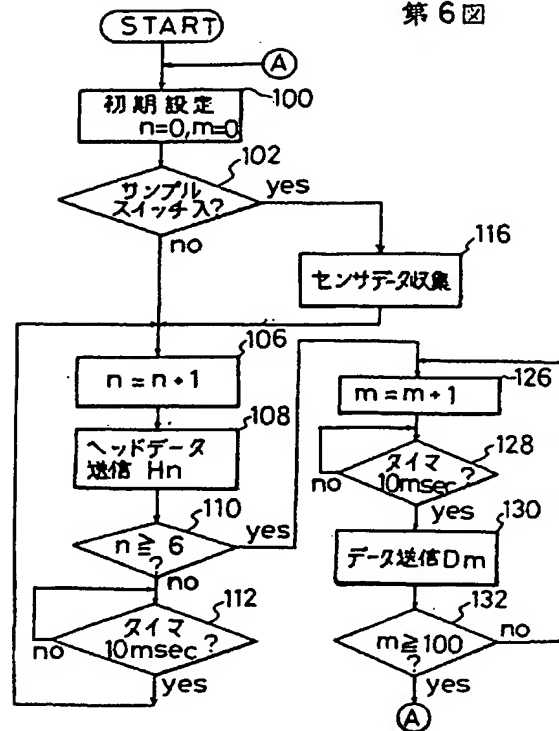 第6図
START
A
100
初期設定
n=0,m=0
102
サンプル
スイッチ入?
yes
no
116
センサデータ収集
106
n=n+1
108
ヘッドデータ
送信 Hn
110
n≧6
?
yes
no
112
タイマ
10msec?
no
yes
126
m=m+1
128
タイマ
10msec?
no
yes
130
データ送信Dm
132
m≧100
?
no
yes
A